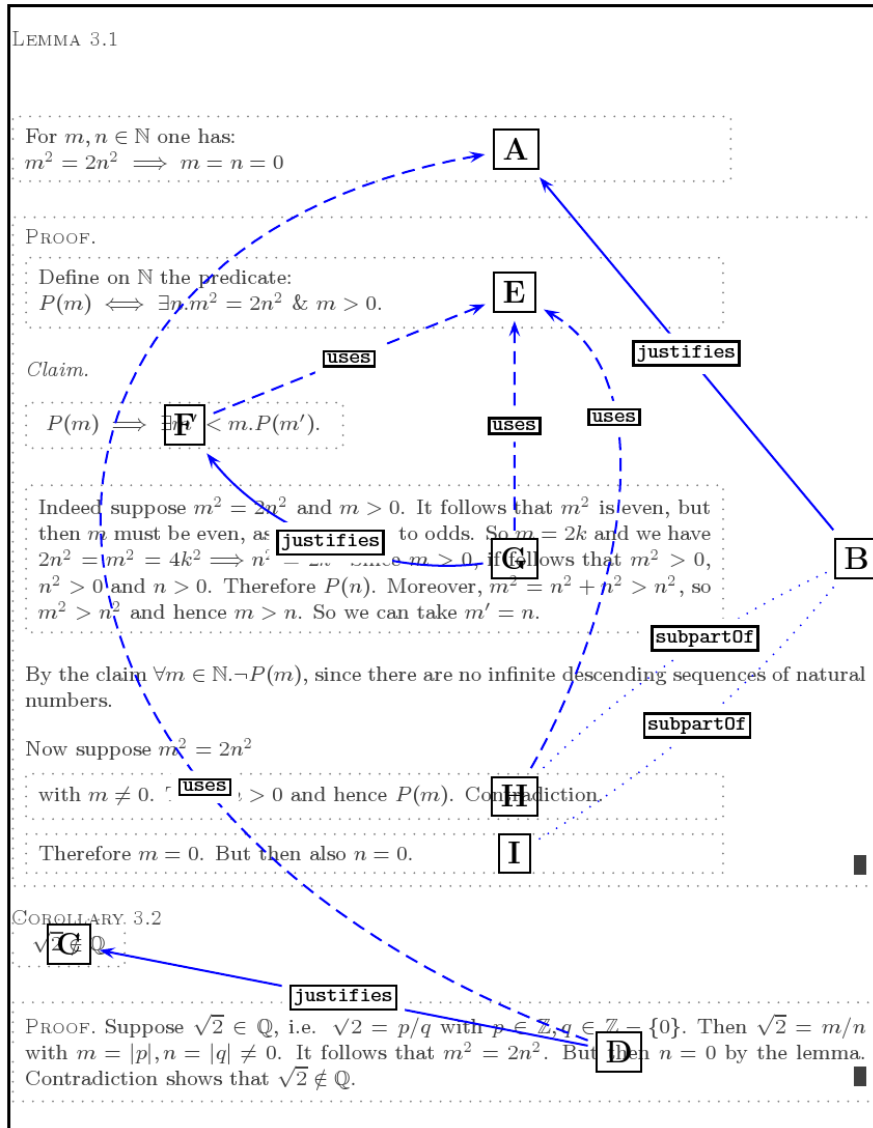 LEMMA 3.1
For m, n ∈ ℕ one has:
m² = 2n² ⟹ m = n = 0
A
PROOF.
Define on ℕ the predicate:
P(m) ⟺ ∃n.m² = 2n² & m > 0.
E
justifies
uses
Claim.
P(m) ⟹ ∃m′ < m.P(m′).
F
uses
uses
Indeed suppose m² = 2n² and m > 0. It follows that m² is even, but
then m must be even, as to odds. So m = 2k and we have
justifies
2n² = m² = 4k² ⟹ n² = 2k² since m > 0, it follows that m² > 0,
G
B
n² > 0 and n > 0. Therefore P(n). Moreover, m² = n² + n² > n², so
m² > n² and hence m > n. So we can take m′ = n.
subpartOf
By the claim ∀m ∈ ℕ.¬P(m), since there are no infinite descending sequences of natural
numbers.
subpartOf
Now suppose m² = 2n²
uses
with m ≠ 0. > 0 and hence P(m). Contradiction.
H
Therefore m = 0. But then also n = 0.
I
COROLLARY 3.2
√2 ∉ ℚ
C
justifies
PROOF. Suppose √2 ∈ ℚ, i.e. √2 = p/q with p ∈ ℤ, q ∈ ℤ − {0}. Then √2 = m/n
with m = |p|, n = |q| ≠ 0. It follows that m² = 2n². But then n = 0 by the lemma.
D
Contradiction shows that √2 ∉ ℚ.